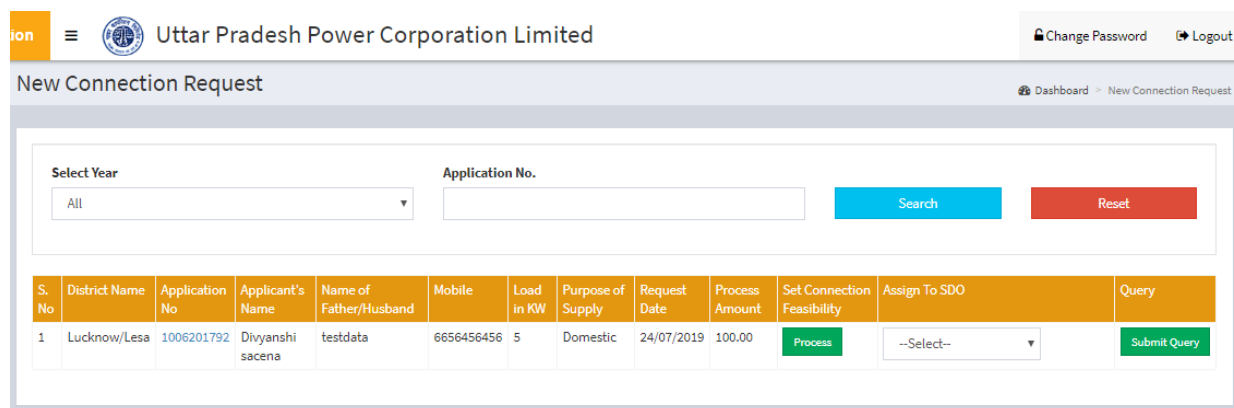 ion ≡ Uttar Pradesh Power Corporation Limited Change Password Logout
New Connection Request Dashboard > New Connection Request
Select Year Application No.
All Search Reset
S. No District Name Application No Applicant's Name Name of Father/Husband Mobile Load in KW Purpose of Supply Request Date Process Amount Set Connection Feasibility Assign To SDO Query
1 Lucknow/Lesa 1006201792 Divyanshi sacena testdata 6656456456 5 Domestic 24/07/2019 100.00 Process --Select-- Submit Query